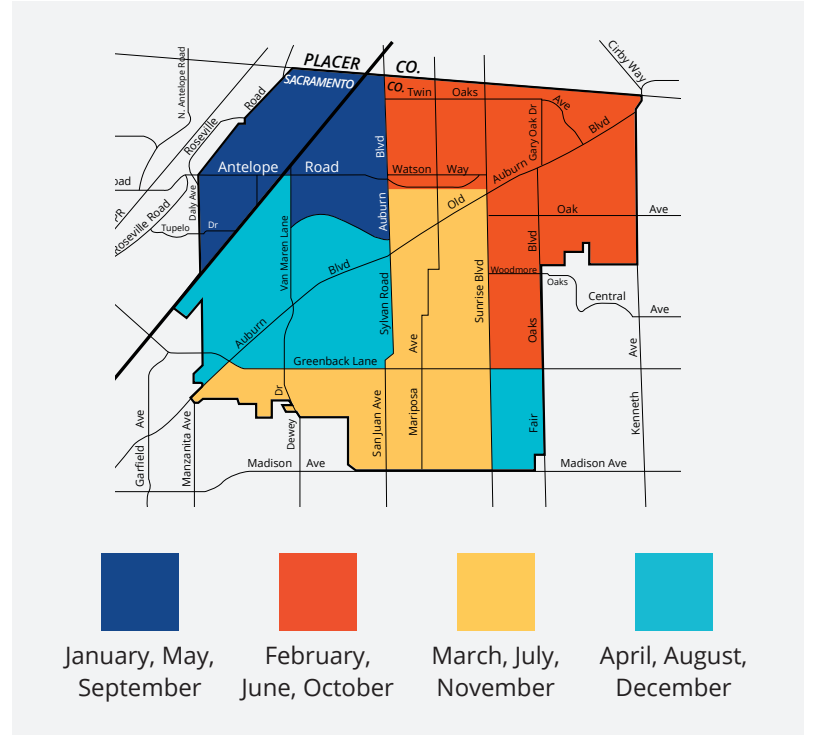 PLACER CO.
SACRAMENTO CO.
Cirby Way
N. Antelope Road
Roseville Road
Twin Oaks Ave
Gary Oak Dr
Blvd
Auburn
Old
Antelope Road
Watson Way
Auburn Blvd
oad
PR
Roseville Road
Daly Ave
Tupelo Dr
Van Maren Lane
Oak Ave
Blvd
Auburn Blvd
Sylvan Road
Sunrise Blvd
Woodmore
Oaks
Central
Ave
Oaks
Greenback Lane
Ave
Ave
Dr
Dewey
San Juan Ave
Mariposa
Fair
Kenneth
Garfield Ave
Manzanita Ave
Madison Ave
Madison Ave
January, May,
September
February,
June, October
March, July,
November
April, August,
December